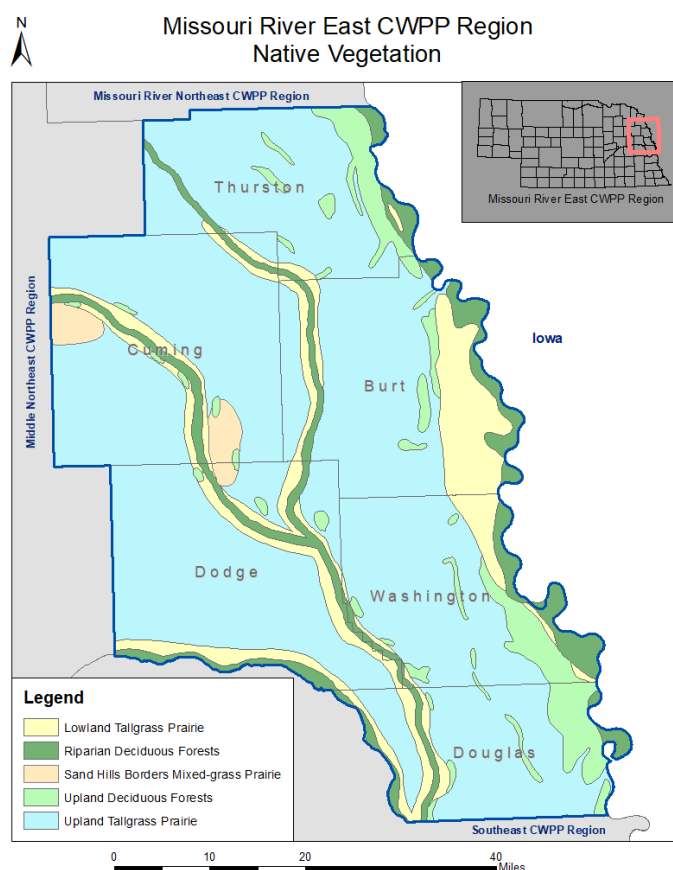 N
Missouri River East CWPP Region
Native Vegetation
Missouri River Northeast CWPP Region
Missouri River East CWPP Region
Thurston
Middle Northeast CWPP Region
Cuming
Iowa
Burt
Dodge
Washington
Douglas
Legend
Lowland Tallgrass Prairie
Riparian Deciduous Forests
Sand Hills Borders Mixed-grass Prairie
Upland Deciduous Forests
Upland Tallgrass Prairie
Southeast CWPP Region
0 10 20 40
Miles